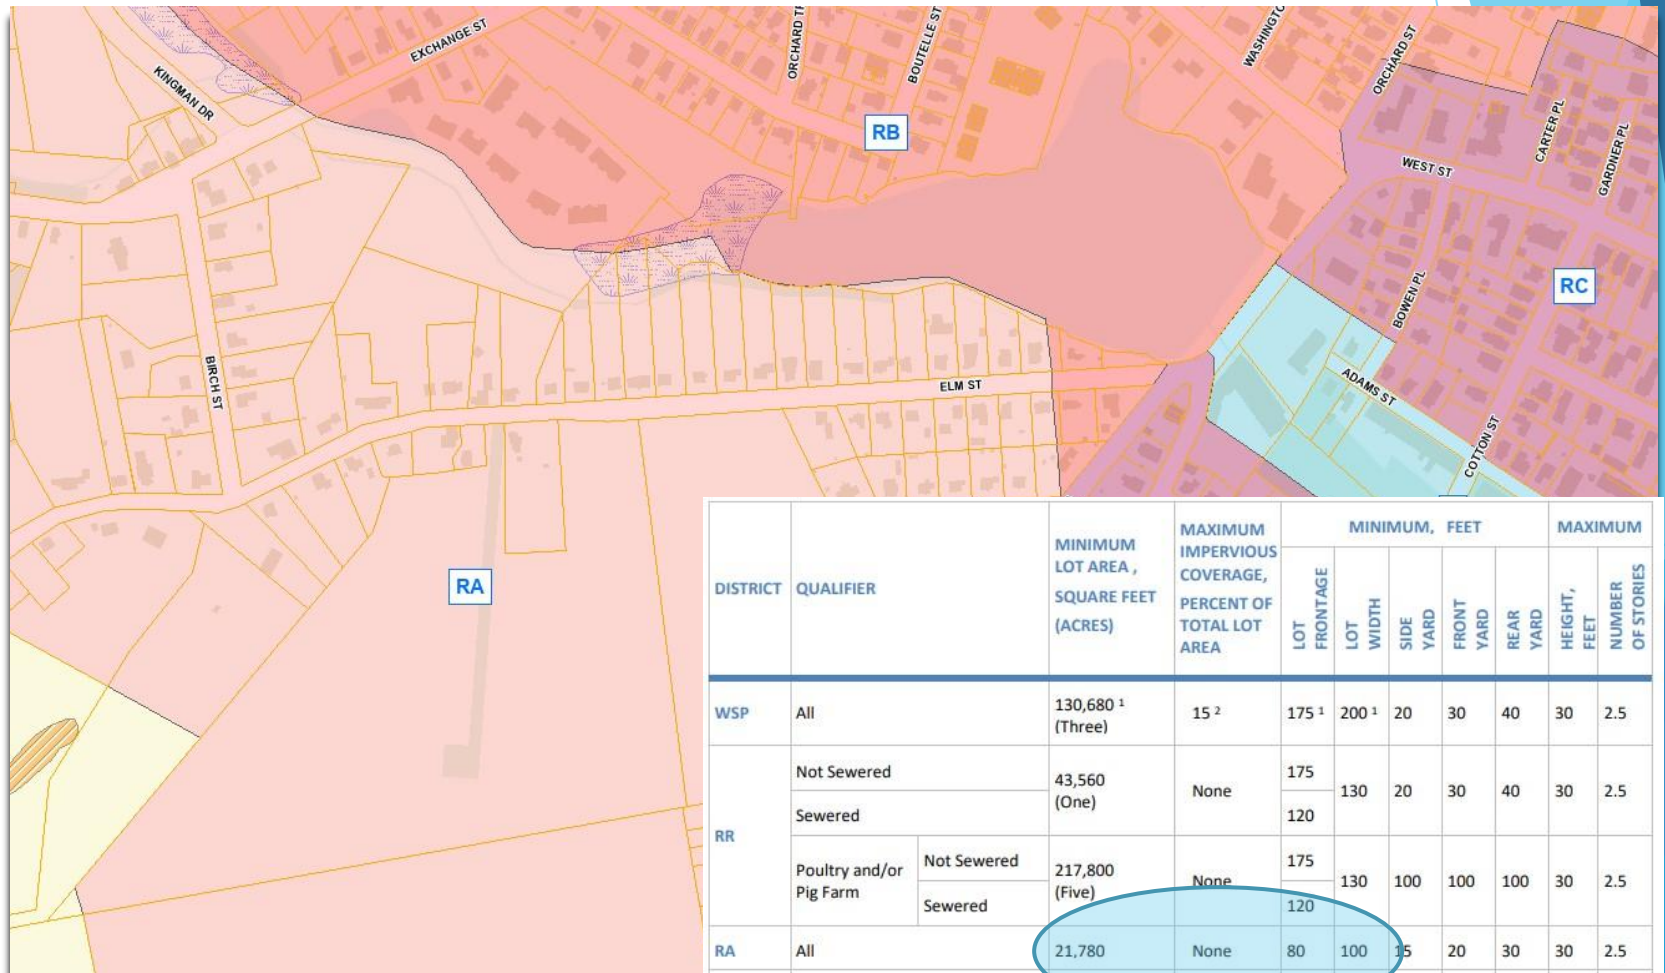 EXCHANGE ST
KINGMAN DR
BOUTELLE ST
ORCHARD ST
CARTER PL
GARDNER PL
RB
WEST ST
RC
BOWEN PL
BIRCH ST
ELM ST
ADAMS ST
COTTON ST
RA
DISTRICT QUALIFIER MINIMUM LOT AREA, SQUARE FEET (ACRES) MAXIMUM IMPERVIOUS COVERAGE, PERCENT OF TOTAL LOT AREA MINIMUM, FEET MAXIMUM
LOT FRONTAGE LOT WIDTH SIDE YARD FRONT YARD REAR YARD HEIGHT, FEET NUMBER OF STORIES
WSP All 130,680 ¹ (Three) 15 ² 175 ¹ 200 ¹ 20 30 40 30 2.5
RR Not Sewered 43,560 (One) None 175 130 20 30 40 30 2.5
Sewered 120
Poultry and/or Pig Farm Not Sewered 217,800 (Five) None 175 130 100 100 100 30 2.5
Sewered 120
RA All 21,780 None 80 100 15 20 30 30 2.5